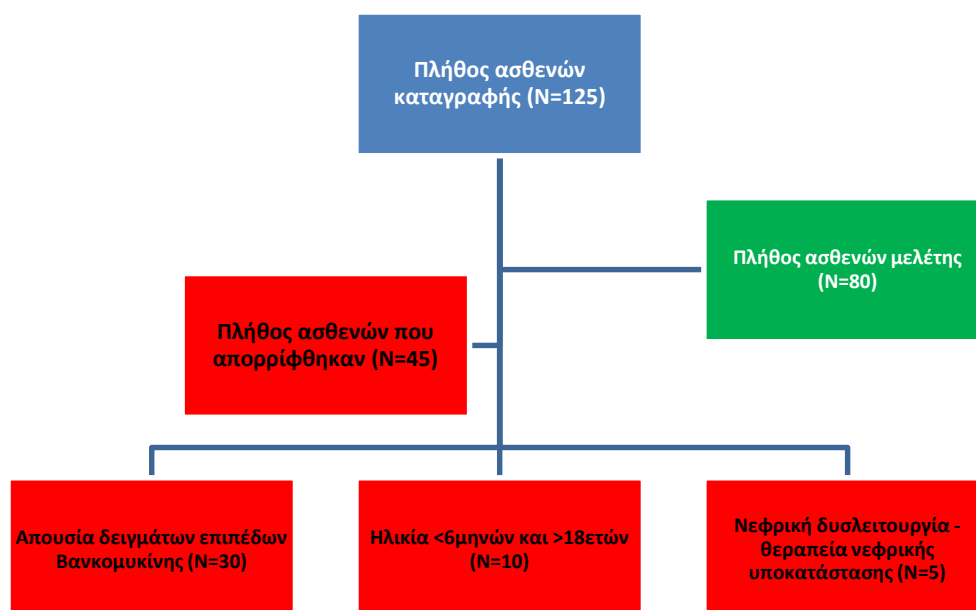 Πλήθος ασθενών
καταγραφής (N=125)
Πλήθος ασθενών μελέτης
(N=80)
Πλήθος ασθενών που
απορρίφθηκαν (N=45)
Απουσία δειγμάτων επιπέδων
Βανκομυκίνης (N=30)
Ηλικία <6μηνών και >18ετών
(N=10)
Νεφρική δυσλειτουργία -
θεραπεία νεφρικής
υποκατάστασης (N=5)